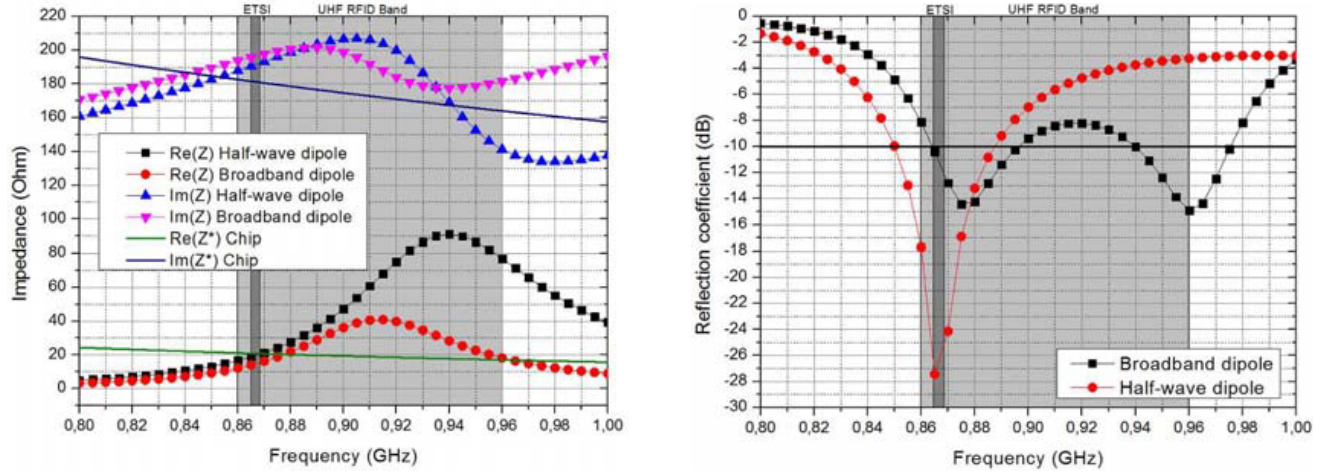 ETSI UHF RFID Band
220
200
180
160
140
120
100
80
60
40
20
0
Impedance (Ohm)
Re(Z) Half-wave dipole
Re(Z) Broadband dipole
Im(Z) Half-wave dipole
Im(Z) Broadband dipole
Re(Z*) Chip
Im(Z*) Chip
0,80 0,82 0,84 0,86 0,88 0,90 0,92 0,94 0,96 0,98 1,00
Frequency (GHz)
ETSI UHF RFID Band
0
-2
-4
-6
-8
-10
-12
-14
-16
-18
-20
-22
-24
-26
-28
-30
Reflection coefficient (dB)
Broadband dipole
Half-wave dipole
0,80 0,82 0,84 0,86 0,88 0,90 0,92 0,94 0,96 0,98 1,00
Frequency (GHz)